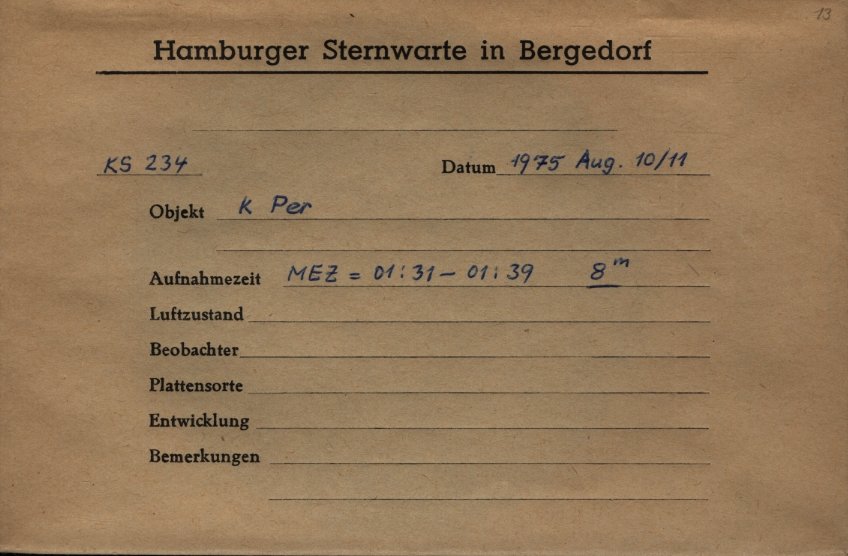 13
Hamburger Sternwarte in Bergedorf
KS 234 Datum 1975 Aug. 10/11
Objekt K Per
Aufnahmezeit MEZ = 01:31 – 01:39 8ᵐ
Luftzustand
Beobachter
Plattensorte
Entwicklung
Bemerkungen